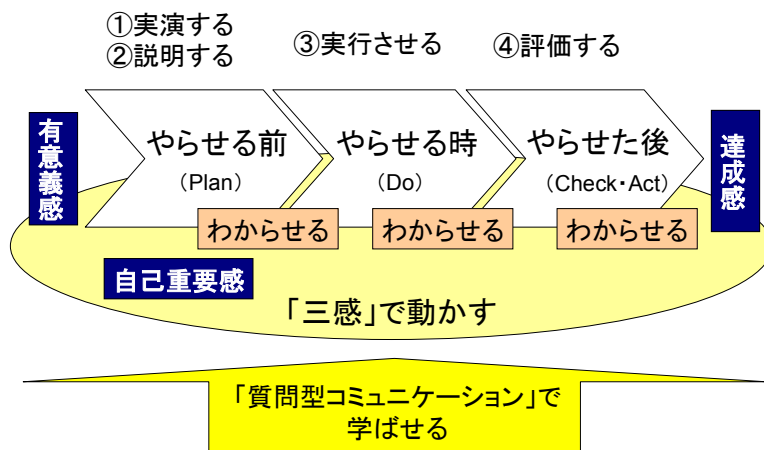 ①実演する
②説明する
③実行させる
④評価する
有意義感
やらせる前
(Plan)
やらせる時
(Do)
やらせた後
(Check・Act)
達成感
わからせる
わからせる
わからせる
自己重要感
「三感」で動かす
「質問型コミュニケーション」で
学ばせる